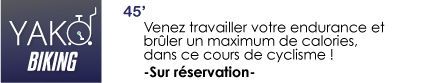 YAKO
BIKING
45’
Venez travailler votre endurance et
brûler un maximum de calories,
dans ce cours de cyclisme !
-Sur réservation-